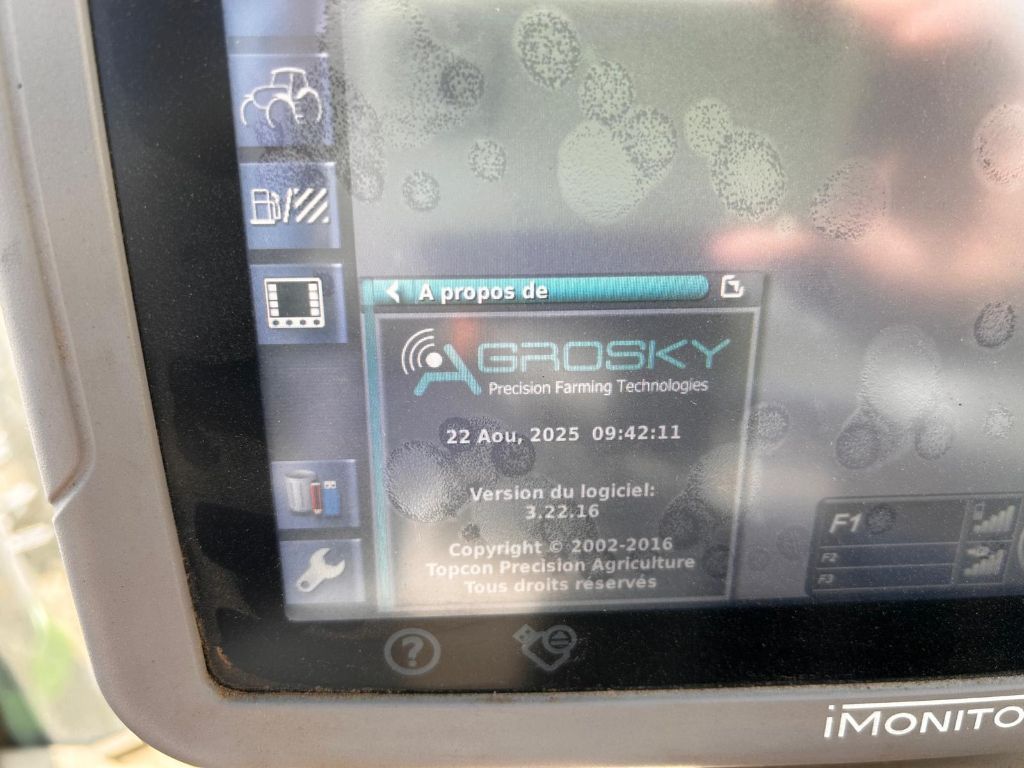 A propos de
AGROSKY
Precision Farming Technologies
22 Aou, 2025 09:42:11
Version du logiciel:
3.22.16
Copyright © 2002-2016
Topcon Precision Agriculture
Tous droits réservés
F1
F2
F3
?
iMONITO